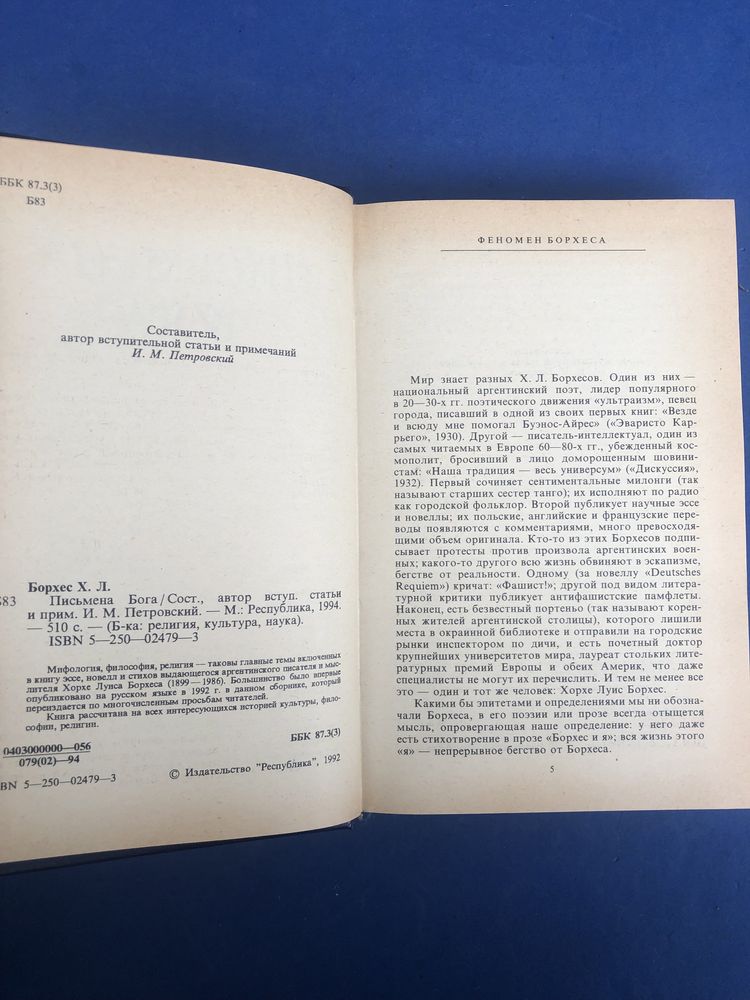 ББК 87.3(3)
Б83
Составитель,
автор вступительной статьи и примечаний
И. М. Петровский
Борхес Х. Л.
Б83 Письмена Бога/Сост., автор вступ. статьи
и прим. И. М. Петровский. — М.: Республика, 1994.
— 510 с. — (Б-ка: религия, культура, наука).
ISBN 5—250—02479—3
Мифология, философия, религия — таковы главные темы включенных
в книгу эссе, новелл и стихов выдающегося аргентинского писателя и мыс-
лителя Хорхе Луиса Борхеса (1899—1986). Большинство было впервые
опубликовано на русском языке в 1992 г. в данном сборнике, который
переиздается по многочисленным просьбам читателей.
Книга рассчитана на всех интересующихся историей культуры, фило-
софии, религии.
0403000000—056
079(02)—94
ББК 87.3(3)
ISBN 5—250—02479—3
© Издательство "Республика", 1992
ФЕНОМЕН БОРХЕСА
Мир знает разных Х. Л. Борхесов. Один из них —
национальный аргентинский поэт, лидер популярного
в 20—30-х гг. поэтического движения «ультраизм», певец
города, писавший в одной из своих первых книг: «Везде
и всюду мне помогал Буэнос-Айрес» («Эваристо Кар-
рьего», 1930). Другой — писатель-интеллектуал, один из
самых читаемых в Европе 60—80-х гг., убежденный кос-
мополит, бросивший в лицо доморощенным шовини-
стам: «Наша традиция — весь универсум» («Дискуссия»,
1932). Первый сочиняет сентиментальные милонги (так
называют старших сестер танго); их исполняют по радио
как городской фольклор. Второй публикует научные эссе
и новеллы; их польские, английские и французские пере-
воды появляются с комментариями, много превосходя-
щими объем оригинала. Кто-то из этих Борхесов подпи-
сывает протесты против произвола аргентинских воен-
ных; какого-то другого всю жизнь обвиняют в эскапизме,
бегстве от реальности. Одному (за новеллу «Deutsches
Requiem») кричат: «Фашист!»; другой под видом литера-
турной критики публикует антифашистские памфлеты.
Наконец, есть безвестный портеньо (так называют корен-
ных жителей аргентинской столицы), которого лишили
места в окраинной библиотеке и отправили на городские
рынки инспектором по дичи, и есть почетный доктор
крупнейших университетов мира, лауреат стольких лите-
ратурных премий Европы и обеих Америк, что даже
специалисты не могут их перечислить. И тем не менее все
это — один и тот же человек: Хорхе Луис Борхес.
Какими бы эпитетами и определениями мы ни обозна-
чали Борхеса, в его поэзии или прозе всегда отыщется
мысль, опровергающая наше определение: у него даже
есть стихотворение в прозе «Борхес и я»; вся жизнь этого
«я» — непрерывное бегство от Борхеса.
5